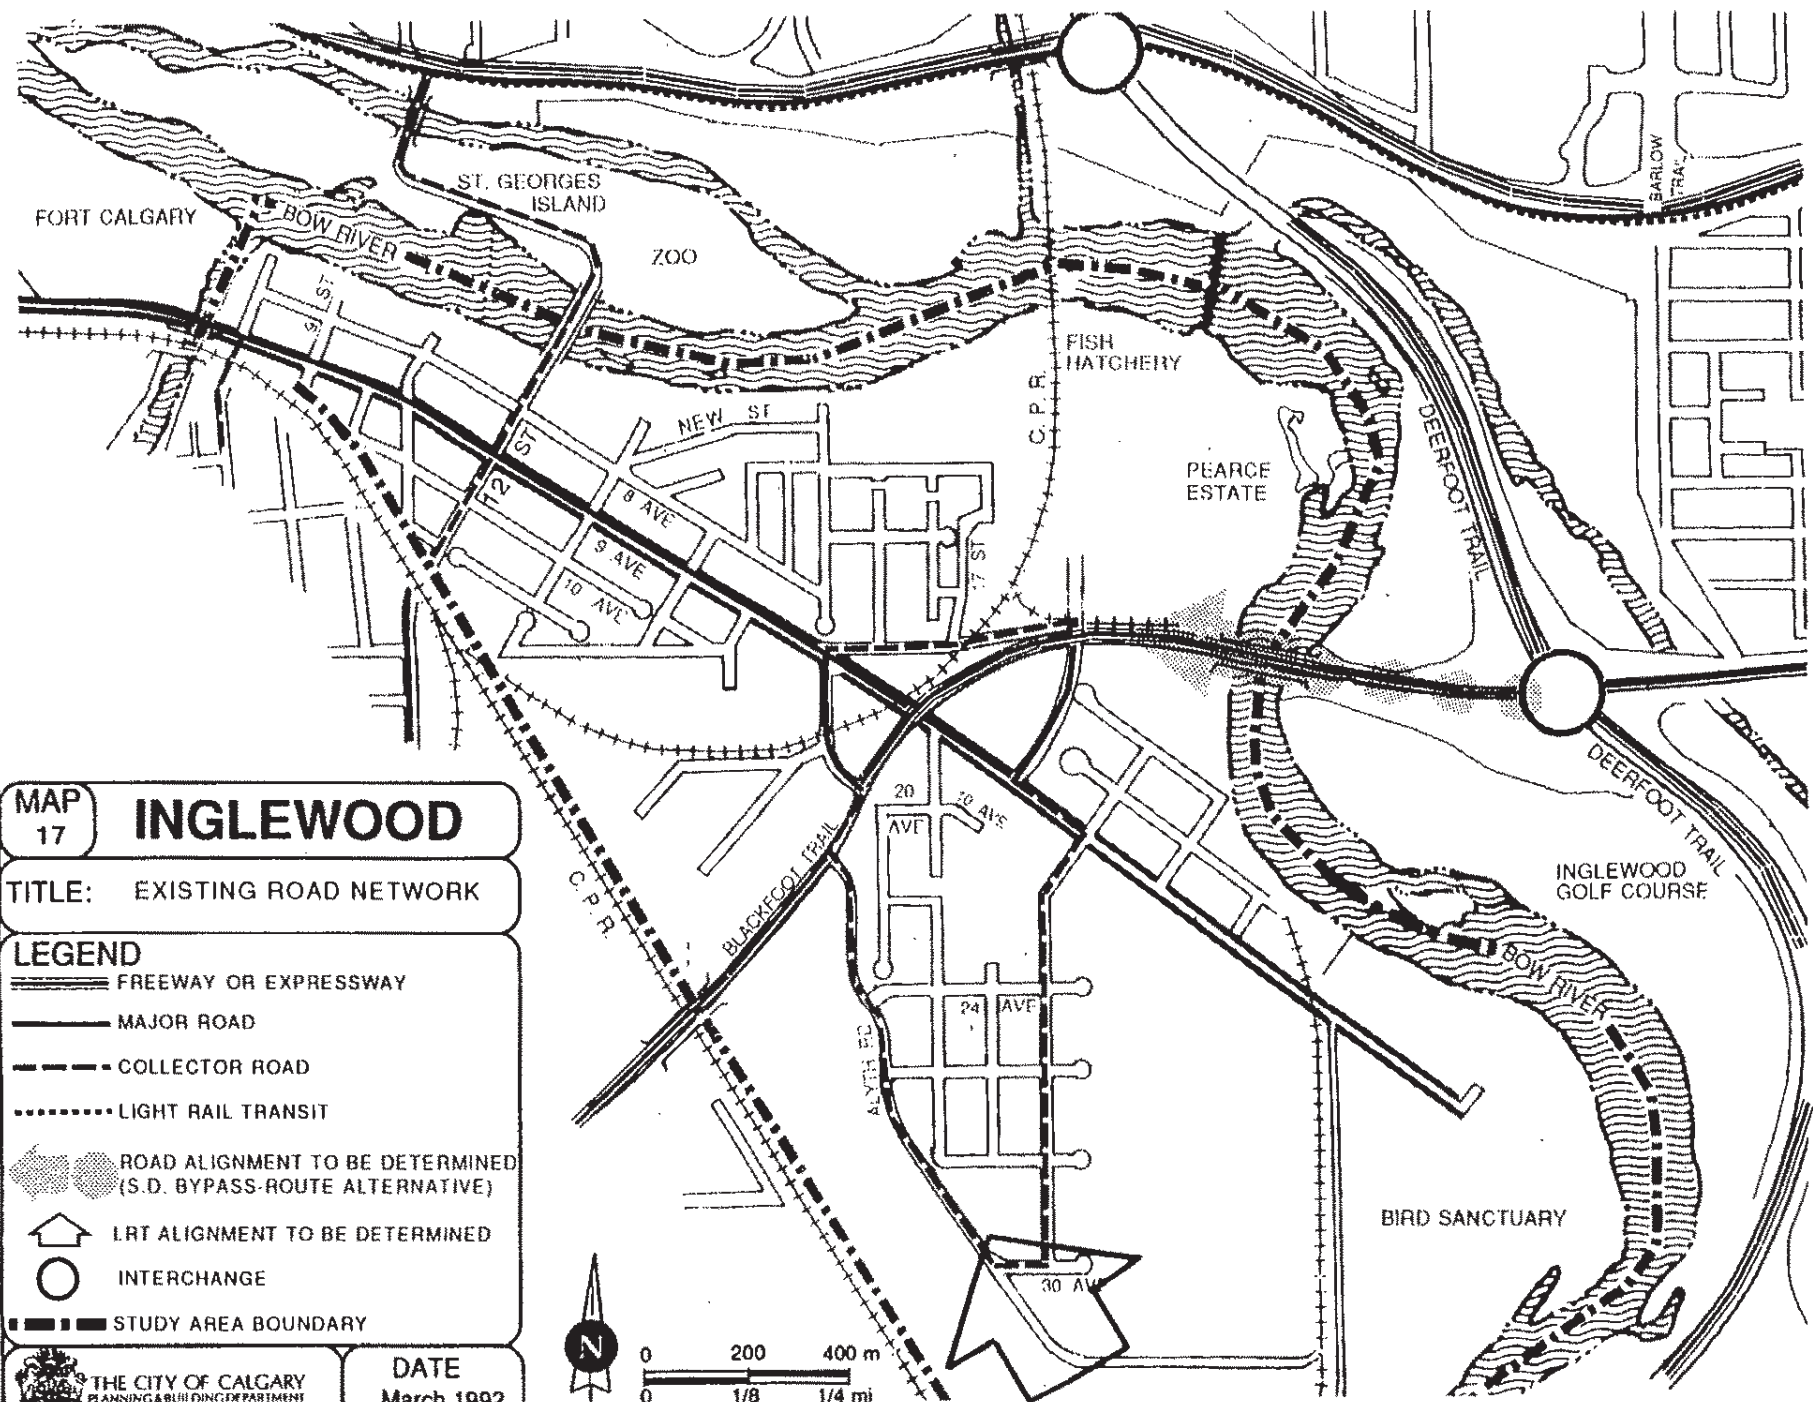 BARLOW
TRAIL
ST. GEORGES
ISLAND
FORT CALGARY
BOW RIVER
ZOO
9 ST.
FISH
HATCHERY
C. P. R.
NEW ST
DEERFOOT TRAIL
12 ST
PEARCE
ESTATE
8 AVE
9 AVE
10 AVE
17 ST
DEERFOOT TRAIL
20
AVE
20 AVE
BLACKFOOT TRAIL
C. P. R.
INGLEWOOD
GOLF COURSE
BOW RIVER
24 AVE
ALYTH RD
BIRD SANCTUARY
30 AVE
MAP
17
INGLEWOOD
TITLE: EXISTING ROAD NETWORK
LEGEND
FREEWAY OR EXPRESSWAY
MAJOR ROAD
COLLECTOR ROAD
LIGHT RAIL TRANSIT
ROAD ALIGNMENT TO BE DETERMINED
(S.D. BYPASS-ROUTE ALTERNATIVE)
LRT ALIGNMENT TO BE DETERMINED
INTERCHANGE
STUDY AREA BOUNDARY
THE CITY OF CALGARY
PLANNING & BUILDING DEPARTMENT
DATE
March 1992
N
0 200 400 m
0 1/8 1/4 mi